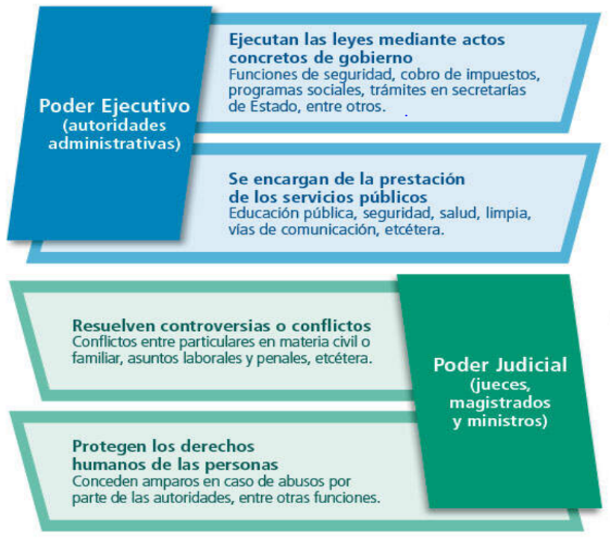 Poder Ejecutivo
(autoridades
administrativas)
Ejecutan las leyes mediante actos
concretos de gobierno
Funciones de seguridad, cobro de impuestos,
programas sociales, trámites en secretarías
de Estado, entre otros.
Se encargan de la prestación
de los servicios públicos
Educación pública, seguridad, salud, limpia,
vías de comunicación, etcétera.
Resuelven controversias o conflictos
Conflictos entre particulares en materia civil o
familiar, asuntos laborales y penales, etcétera.
Poder Judicial
(jueces,
magistrados
y ministros)
Protegen los derechos
humanos de las personas
Conceden amparos en caso de abusos por
parte de las autoridades, entre otras funciones.